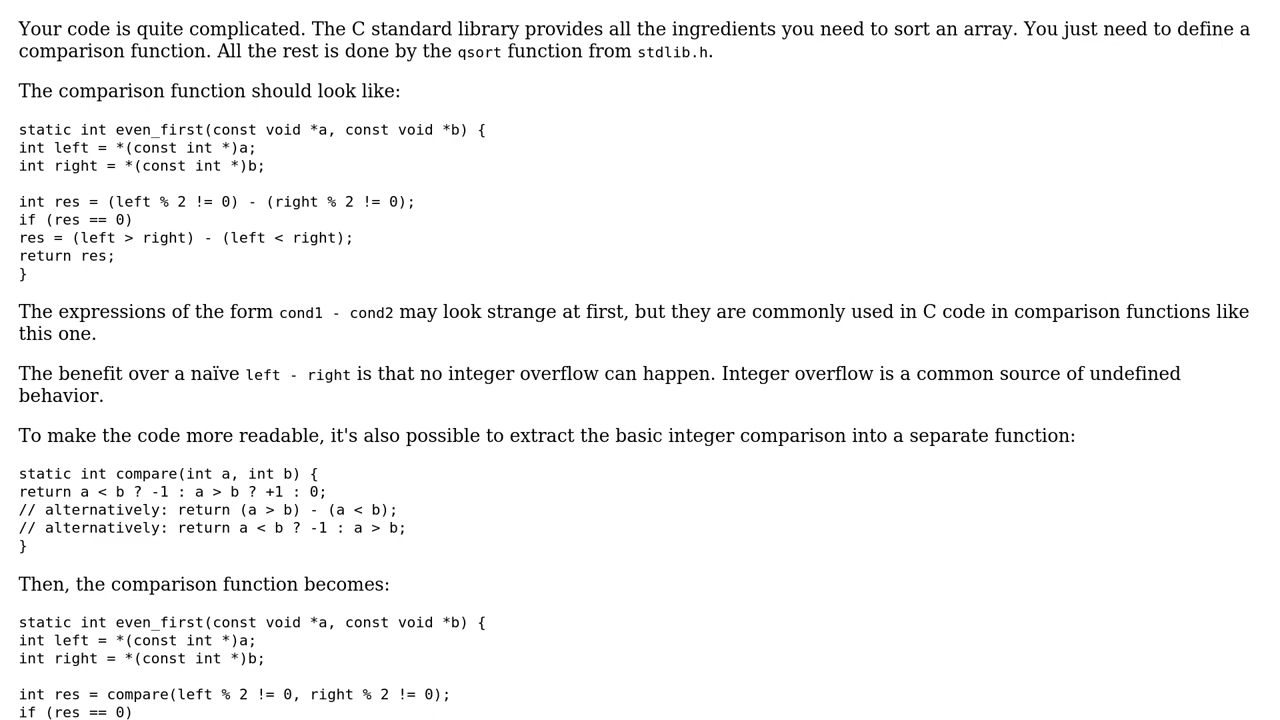 Your code is quite complicated. The C standard library provides all the ingredients you need to sort an array. You just need to define a
comparison function. All the rest is done by the qsort function from stdlib.h.
The comparison function should look like:
static int even_first(const void *a, const void *b) {
int left = *(const int *)a;
int right = *(const int *)b;
int res = (left % 2 != 0) - (right % 2 != 0);
if (res == 0)
res = (left > right) - (left < right);
return res;
}
The expressions of the form cond1 - cond2 may look strange at first, but they are commonly used in C code in comparison functions like
this one.
The benefit over a naïve left - right is that no integer overflow can happen. Integer overflow is a common source of undefined
behavior.
To make the code more readable, it's also possible to extract the basic integer comparison into a separate function:
static int compare(int a, int b) {
return a < b ? -1 : a > b ? +1 : 0;
// alternatively: return (a > b) - (a < b);
// alternatively: return a < b ? -1 : a > b;
}
Then, the comparison function becomes:
static int even_first(const void *a, const void *b) {
int left = *(const int *)a;
int right = *(const int *)b;
int res = compare(left % 2 != 0, right % 2 != 0);
if (res == 0)